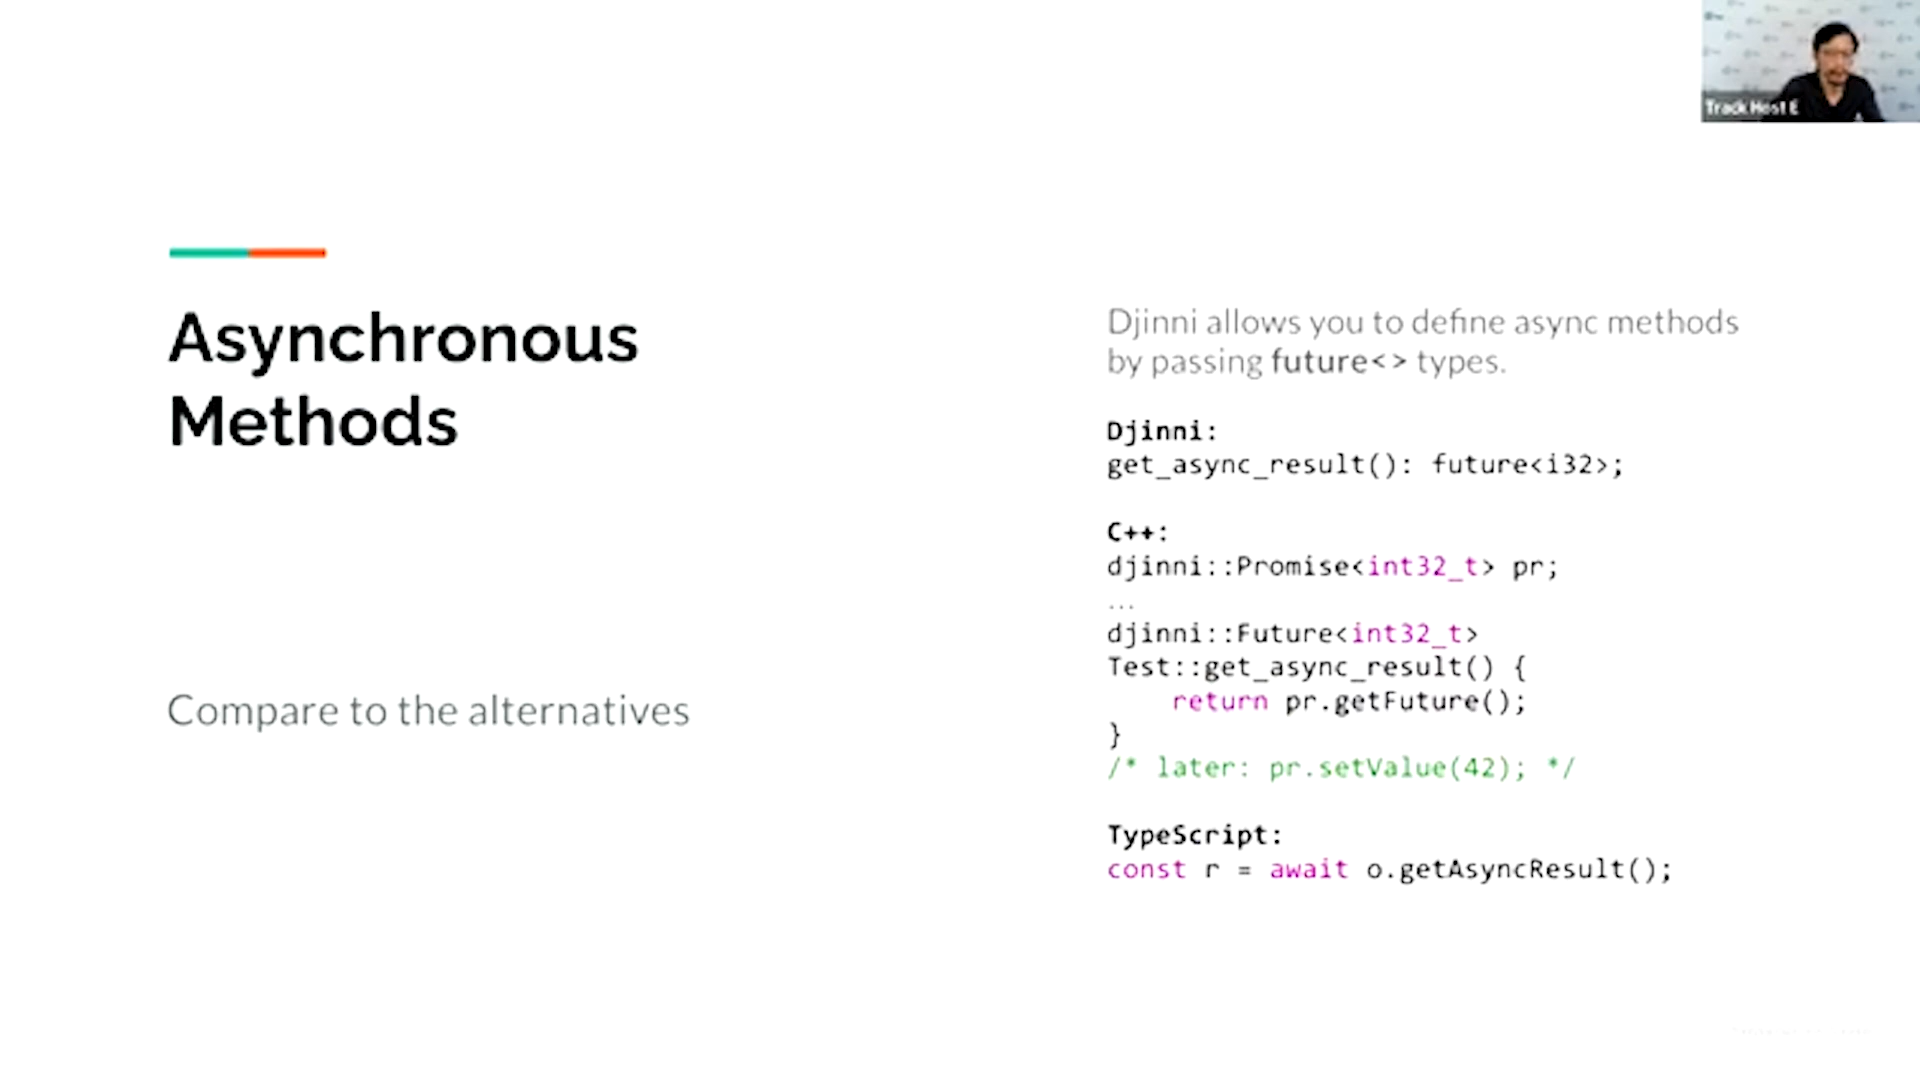 Track Host E
Asynchronous
Methods
Compare to the alternatives
Djinni allows you to define async methods
by passing future<> types.
Djinni:
get_async_result(): future<i32>;
C++:
djinni::Promise<int32_t> pr;
...
djinni::Future<int32_t>
Test::get_async_result() {
    return pr.getFuture();
}
/* later: pr.setValue(42); */
TypeScript:
const r = await o.getAsyncResult();